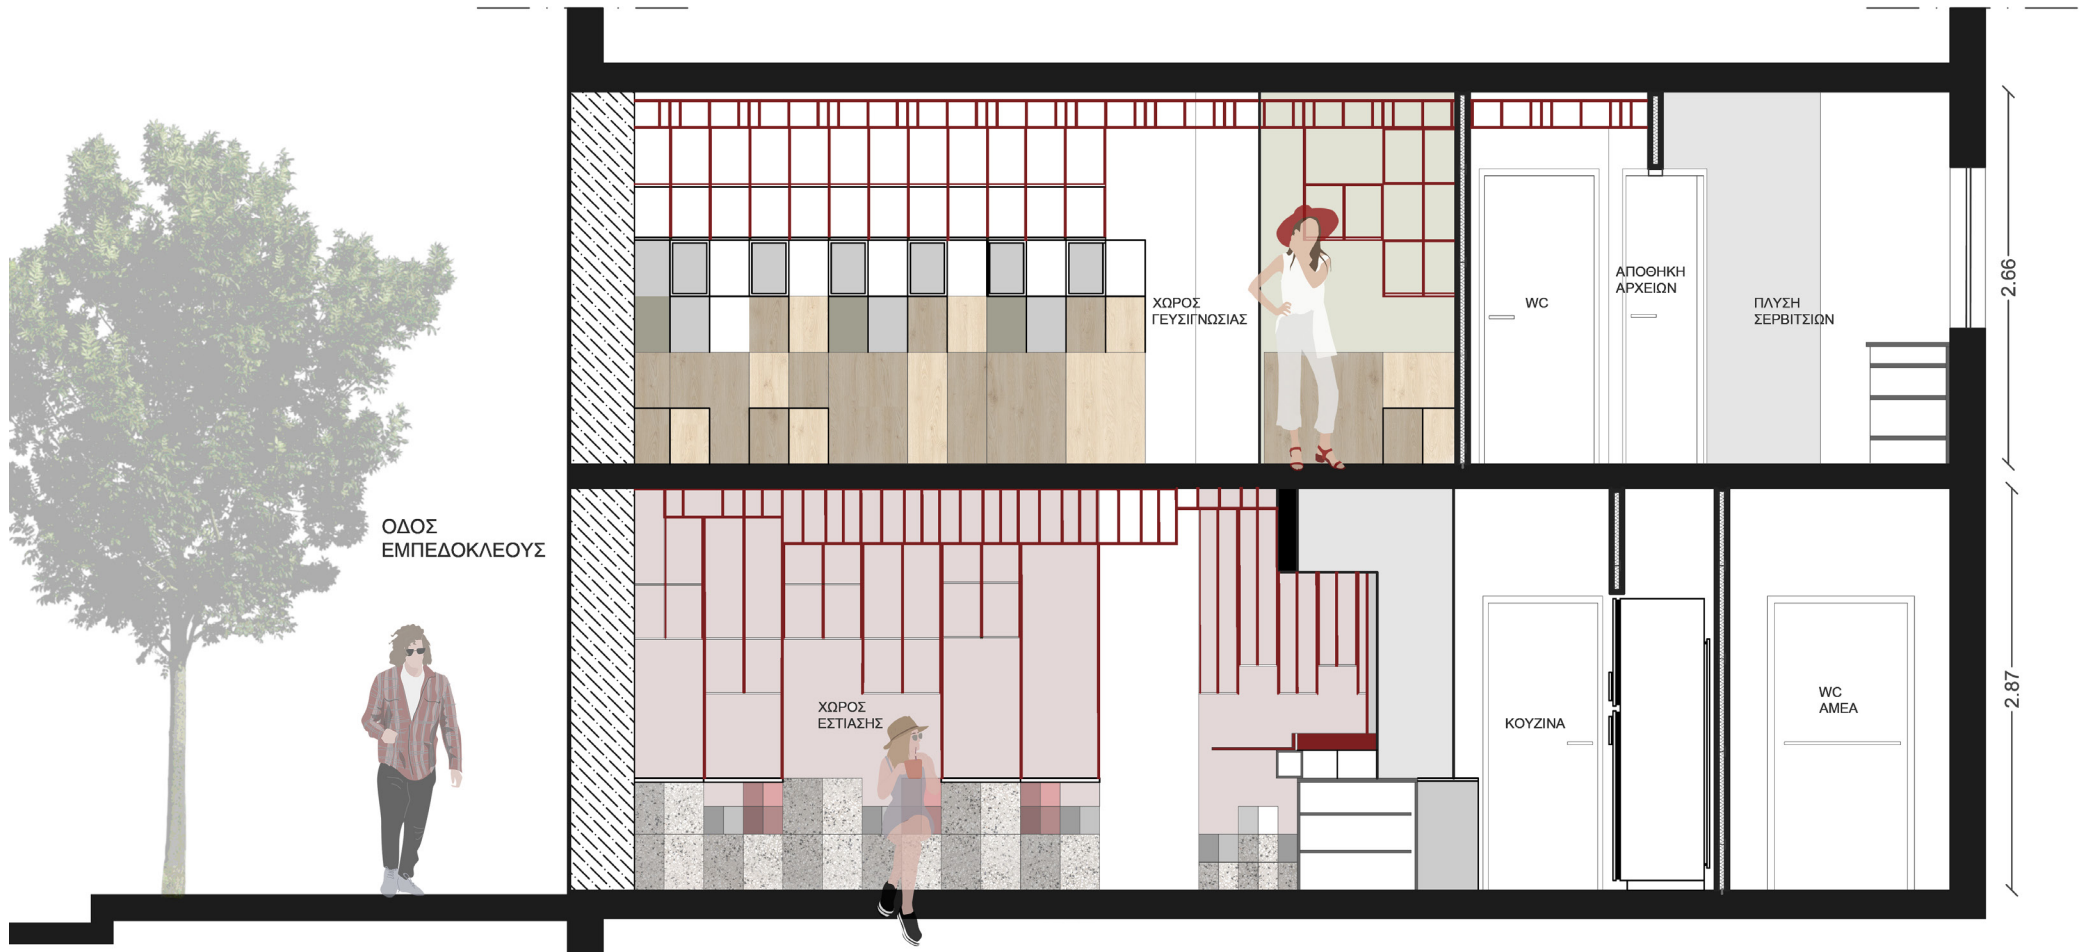 ΧΩΡΟΣ
ΓΕΥΣΙΓΝΩΣΙΑΣ
WC
ΑΠΟΘΗΚΗ
ΑΡΧΕΙΩΝ
ΠΛΥΣΗ
ΣΕΡΒΙΤΣΙΩΝ
2.66
ΟΔΟΣ
ΕΜΠΕΔΟΚΛΕΟΥΣ
ΧΩΡΟΣ
ΕΣΤΙΑΣΗΣ
ΚΟΥΖΙΝΑ
WC
ΑΜΕΑ
2.87